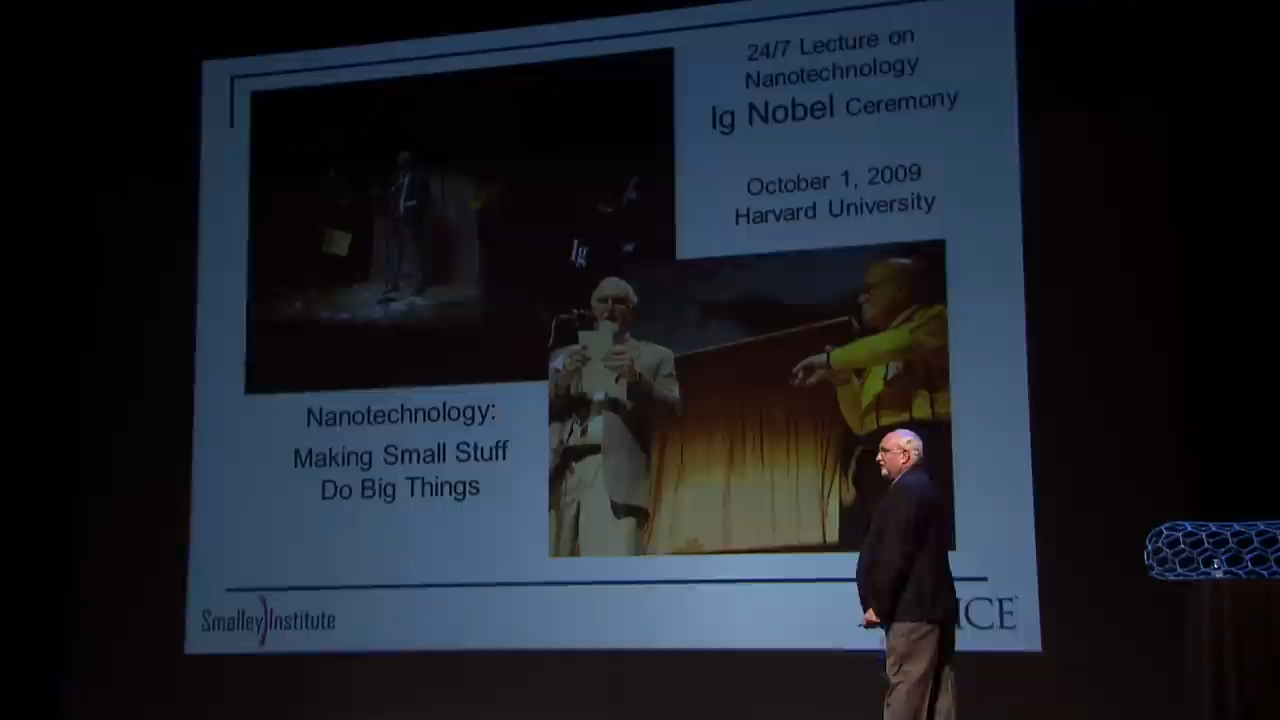 24/7 Lecture on
Nanotechnology
Ig Nobel Ceremony
October 1, 2009
Harvard University
Ig
Nanotechnology:
Making Small Stuff
Do Big Things
Smalley Institute
ICE